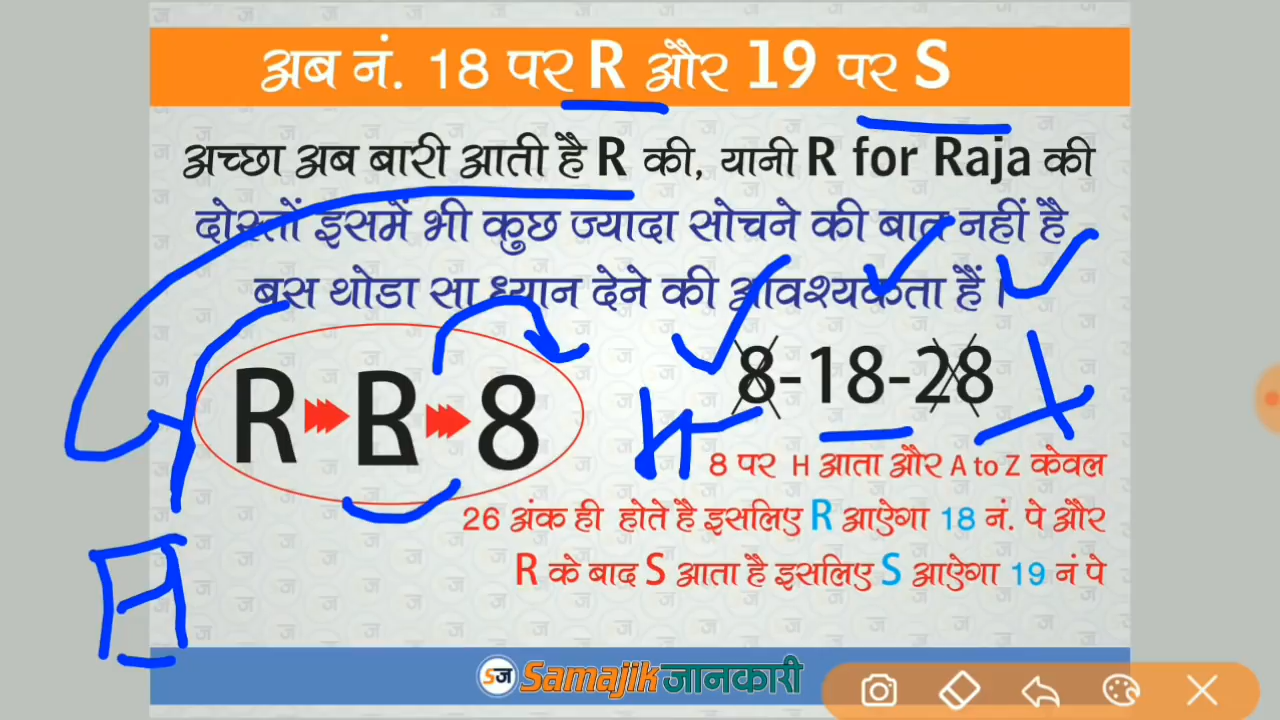 अब नं. 18 पर R और 19 पर S
अच्छा अब बारी आती है R की, यानी R for Raja की
दोस्तों इसमें भी कुछ ज्यादा सोचने की बात नहीं है
बस थोडा सा ध्यान देने की आवश्यकता हैं।
R R 8
8-18-28
H
8 पर H आता और A to Z केवल
26 अंक ही होते है इसलिए R आऐगा 18 नं. पे और
R के बाद S आता है इसलिए S आऐगा 19 नं पे
सज Samajik जानकारी